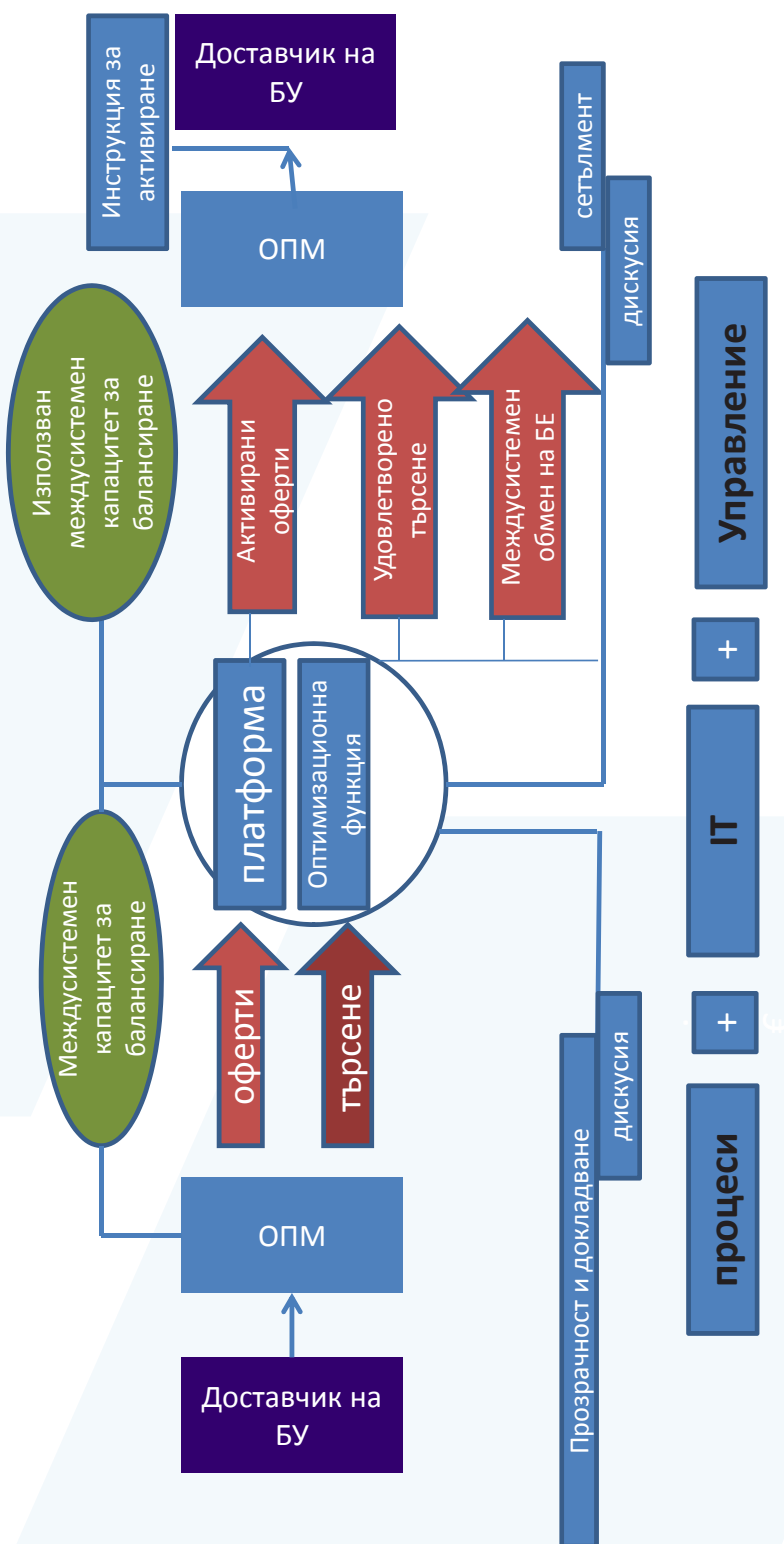 Доставчик на
БУ
ОПМ
Междусистемен
капацитет за
балансиране
оферти
търсене
платформа
Оптимизационна
функция
Използван
междусистемен
капацитет за
балансиране
Активирани
оферти
Удовлетворено
търсене
Междусистемен
обмен на БЕ
ОПМ
Инструкция за
активиране
Доставчик на
БУ
Прозрачност и докладване
дискусия
сетълмент
дискусия
процеси
+
IT
+
Управление